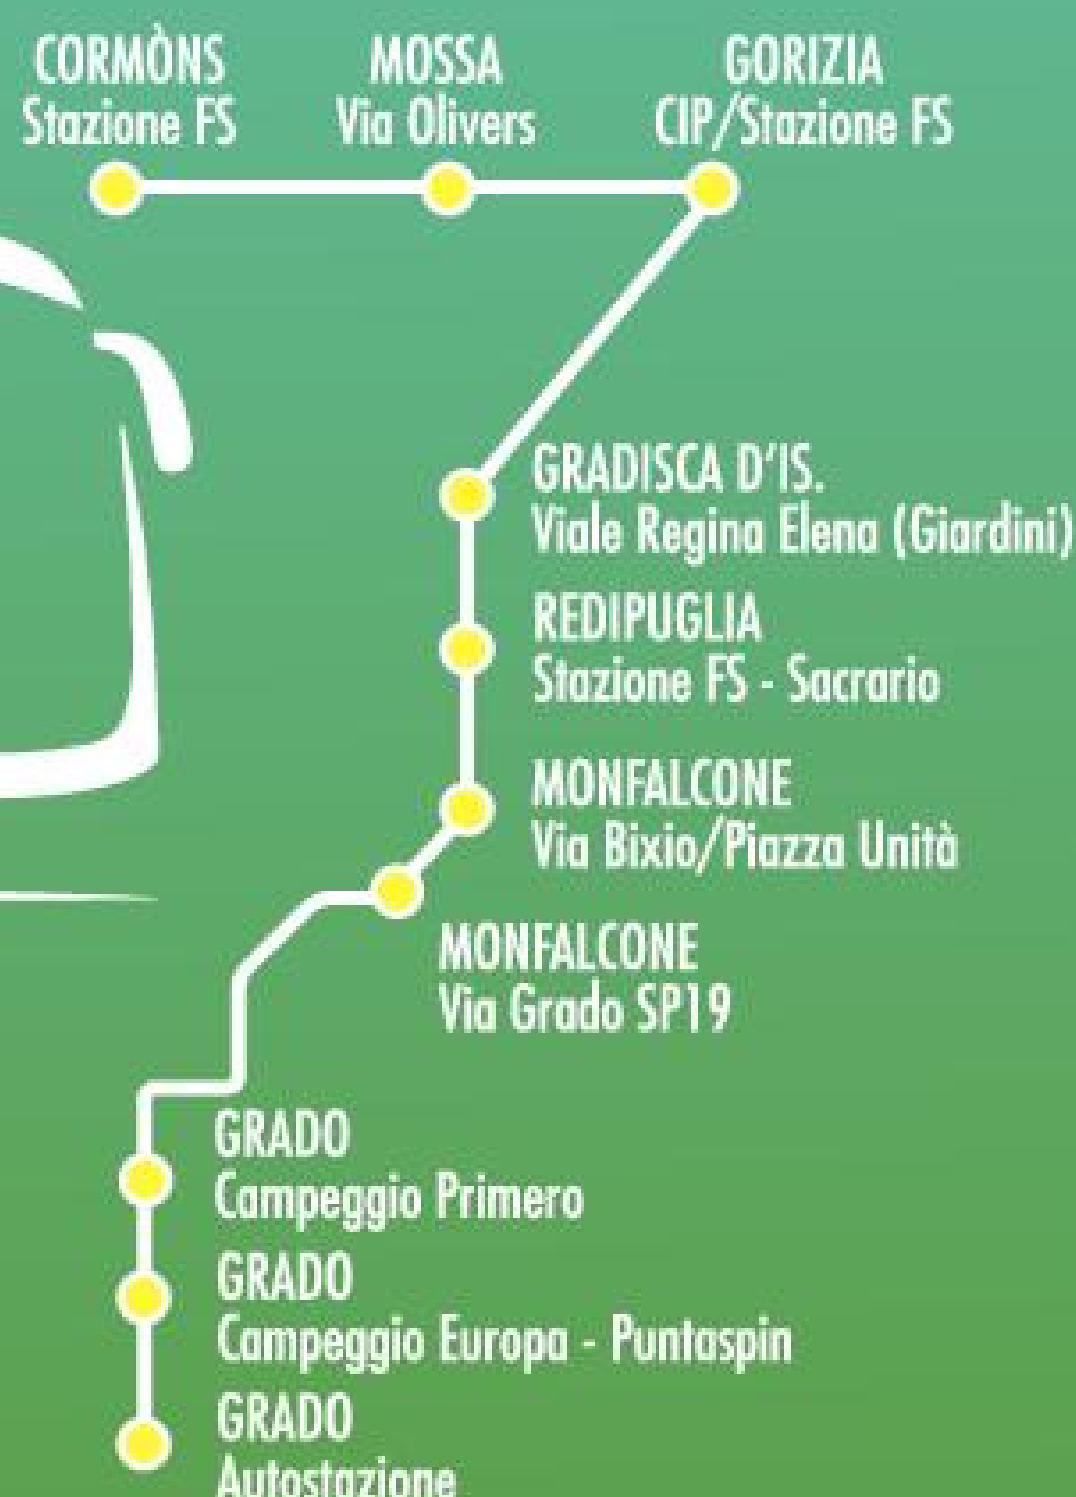 CORMÒNS
Stazione FS
MOSSA
Via Olivers
GORIZIA
CIP/Stazione FS
GRADISCA D'IS.
Viale Regina Elena (Giardini)
REDIPUGLIA
Stazione FS - Sacrario
MONFALCONE
Via Bixio/Piazza Unità
MONFALCONE
Via Grado SP19
GRADO
Campeggio Primero
GRADO
Campeggio Europa - Puntaspin
GRADO
Autostazione